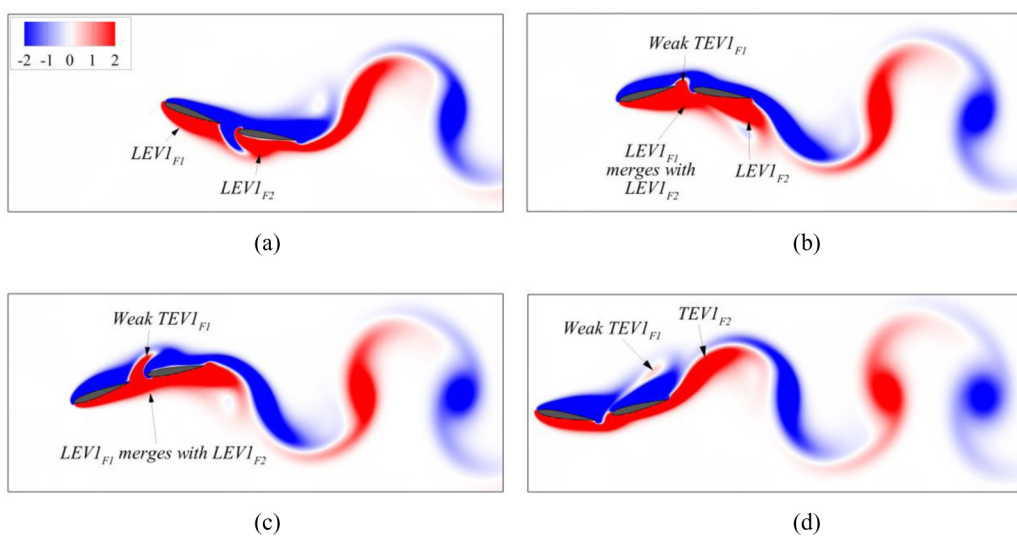 -2 -1 0 1 2
LEV1F1
LEV1F2
(a)
Weak TEV1F1
LEV1F1
merges with
LEV1F2
LEV1F2
(b)
Weak TEV1F1
LEV1F1 merges with LEV1F2
(c)
Weak TEV1F1
TEV1F2
(d)